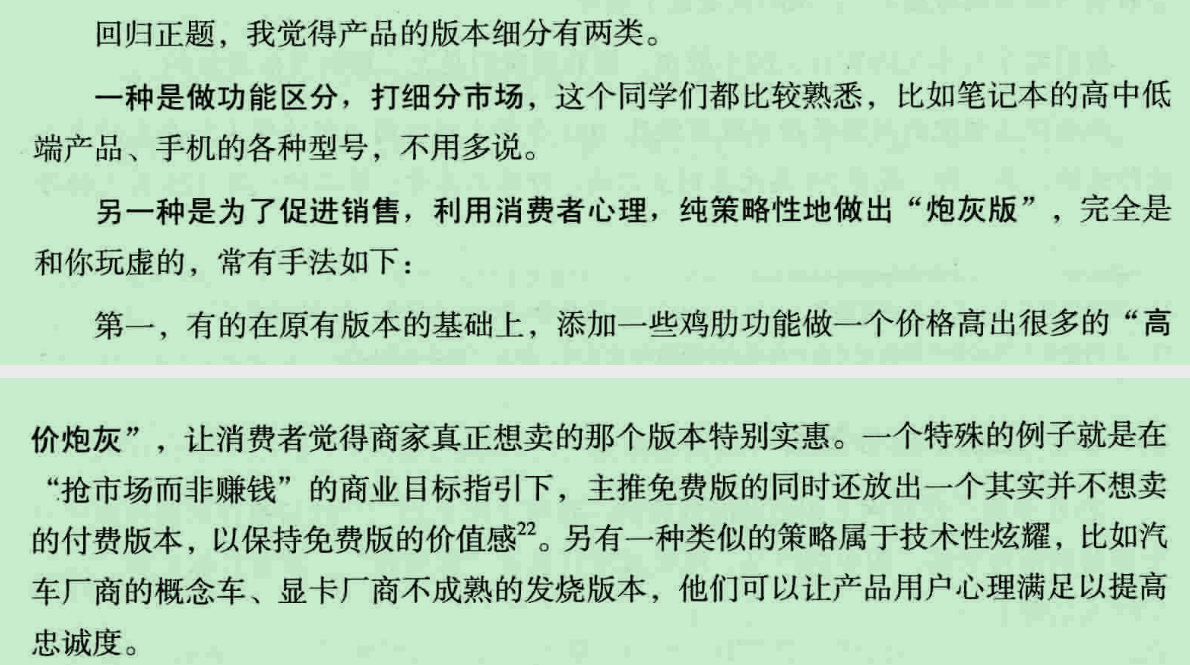 回归正题，我觉得产品的版本细分有两类。
一种是做功能区分，打细分市场，这个同学们都比较熟悉，比如笔记本的高中低
端产品、手机的各种型号，不用多说。
另一种是为了促进销售，利用消费者心理，纯策略性地做出“炮灰版”，完全是
和你玩虚的，常有手法如下：
第一，有的在原有版本的基础上，添加一些鸡肋功能做一个价格高出很多的“高
价炮灰”，让消费者觉得商家真正想卖的那个版本特别实惠。一个特殊的例子就是在
“抢市场而非赚钱”的商业目标指引下，主推免费版的同时还放出一个其实并不想卖
的付费版本，以保持免费版的价值感22。另有一种类似的策略属于技术性炫耀，比如汽
车厂商的概念车、显卡厂商不成熟的发烧版本，他们可以让产品用户心理满足以提高
忠诚度。